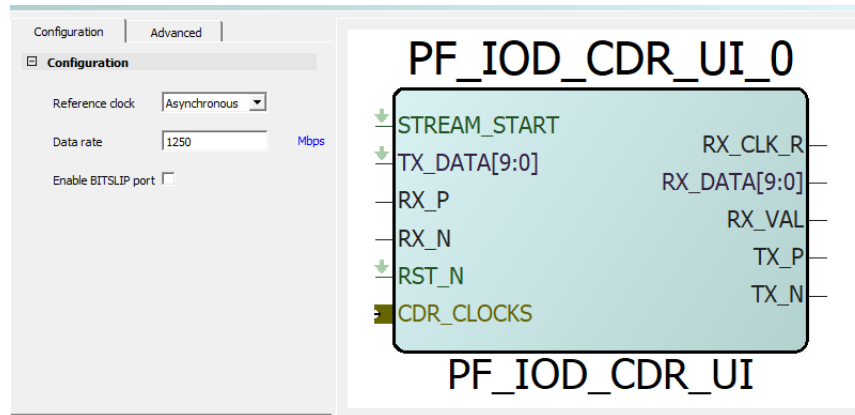 Configuration
Advanced
Configuration
Reference clock
Asynchronous
Data rate
1250
Mbps
Enable BITSLIP port
PF_IOD_CDR_UI_0
STREAM_START
TX_DATA[9:0]
RX_P
RX_N
RST_N
CDR_CLOCKS
RX_CLK_R
RX_DATA[9:0]
RX_VAL
TX_P
TX_N
PF_IOD_CDR_UI